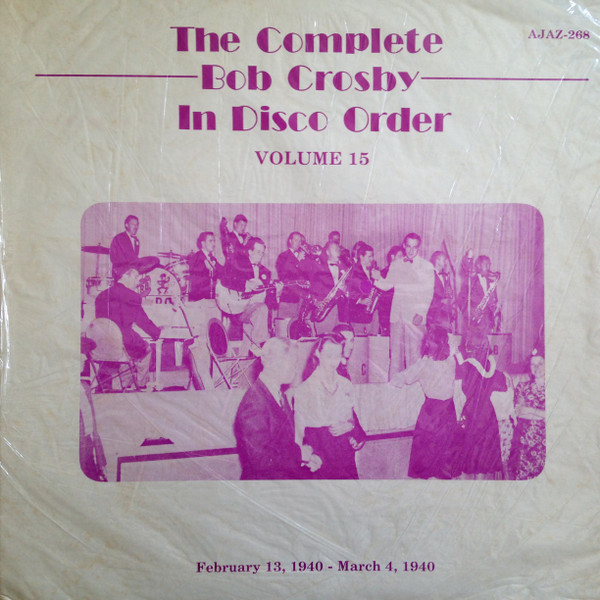 The Complete
AJAZ-268
Bob Crosby
In Disco Order
VOLUME 15
February 13, 1940 - March 4, 1940